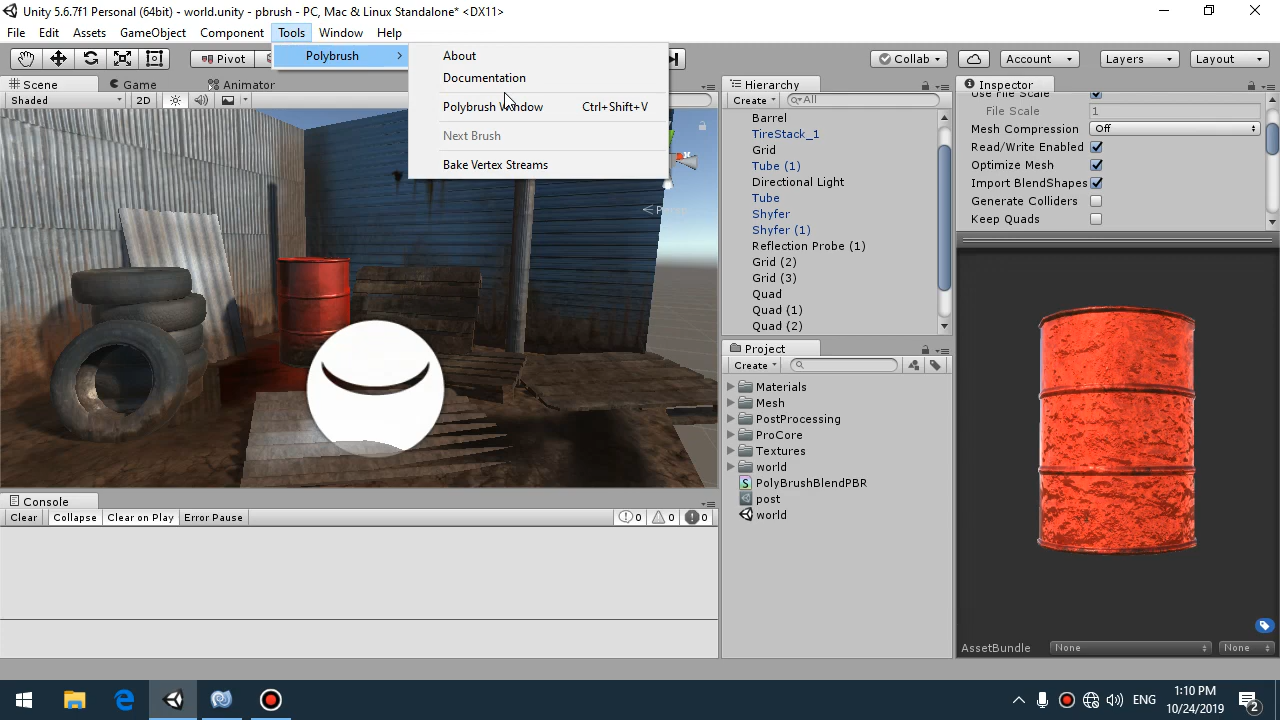 Unity 5.6.7f1 Personal (64bit) - world.unity - pbrush - PC, Mac & Linux Standalone* <DX11>
File Edit Assets GameObject Component Tools Window Help
Polybrush
About
Documentation
Polybrush Window Ctrl+Shift+V
Next Brush
Bake Vertex Streams
Pivot
Collab
Account
Layers
Layout
Scene Game Animator
Shaded 2D
Hierarchy
Create All
Barrel
TireStack_1
Grid
Tube (1)
Directional Light
Tube
Shyfer
Shyfer (1)
Reflection Probe (1)
Grid (2)
Grid (3)
Quad
Quad (1)
Quad (2)
Inspector
Use File Scale
File Scale 1
Mesh Compression Off
Read/Write Enabled
Optimize Mesh
Import BlendShapes
Generate Colliders
Keep Quads
Project
Create
Materials
Mesh
PostProcessing
ProCore
Textures
world
PolyBrushBlendPBR
post
world
Console
Clear Collapse Clear on Play Error Pause 0 0 0
AssetBundle None None
ENG
1:10 PM
10/24/2019
2